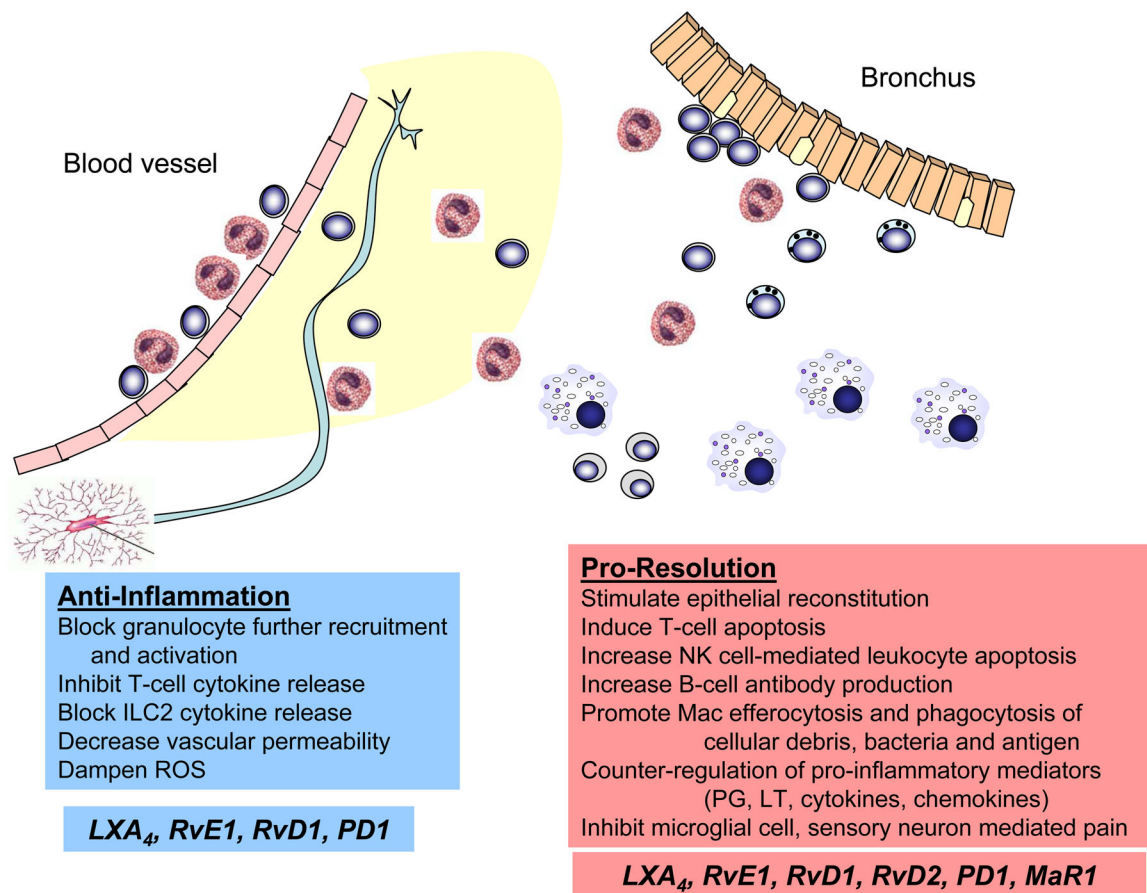 Blood vessel
Bronchus
Anti-Inflammation
Block granulocyte further recruitment
and activation
Inhibit T-cell cytokine release
Block ILC2 cytokine release
Decrease vascular permeability
Dampen ROS
LXA₄, RvE1, RvD1, PD1
Pro-Resolution
Stimulate epithelial reconstitution
Induce T-cell apoptosis
Increase NK cell-mediated leukocyte apoptosis
Increase B-cell antibody production
Promote Mac efferocytosis and phagocytosis of
cellular debris, bacteria and antigen
Counter-regulation of pro-inflammatory mediators
(PG, LT, cytokines, chemokines)
Inhibit microglial cell, sensory neuron mediated pain
LXA₄, RvE1, RvD1, RvD2, PD1, MaR1